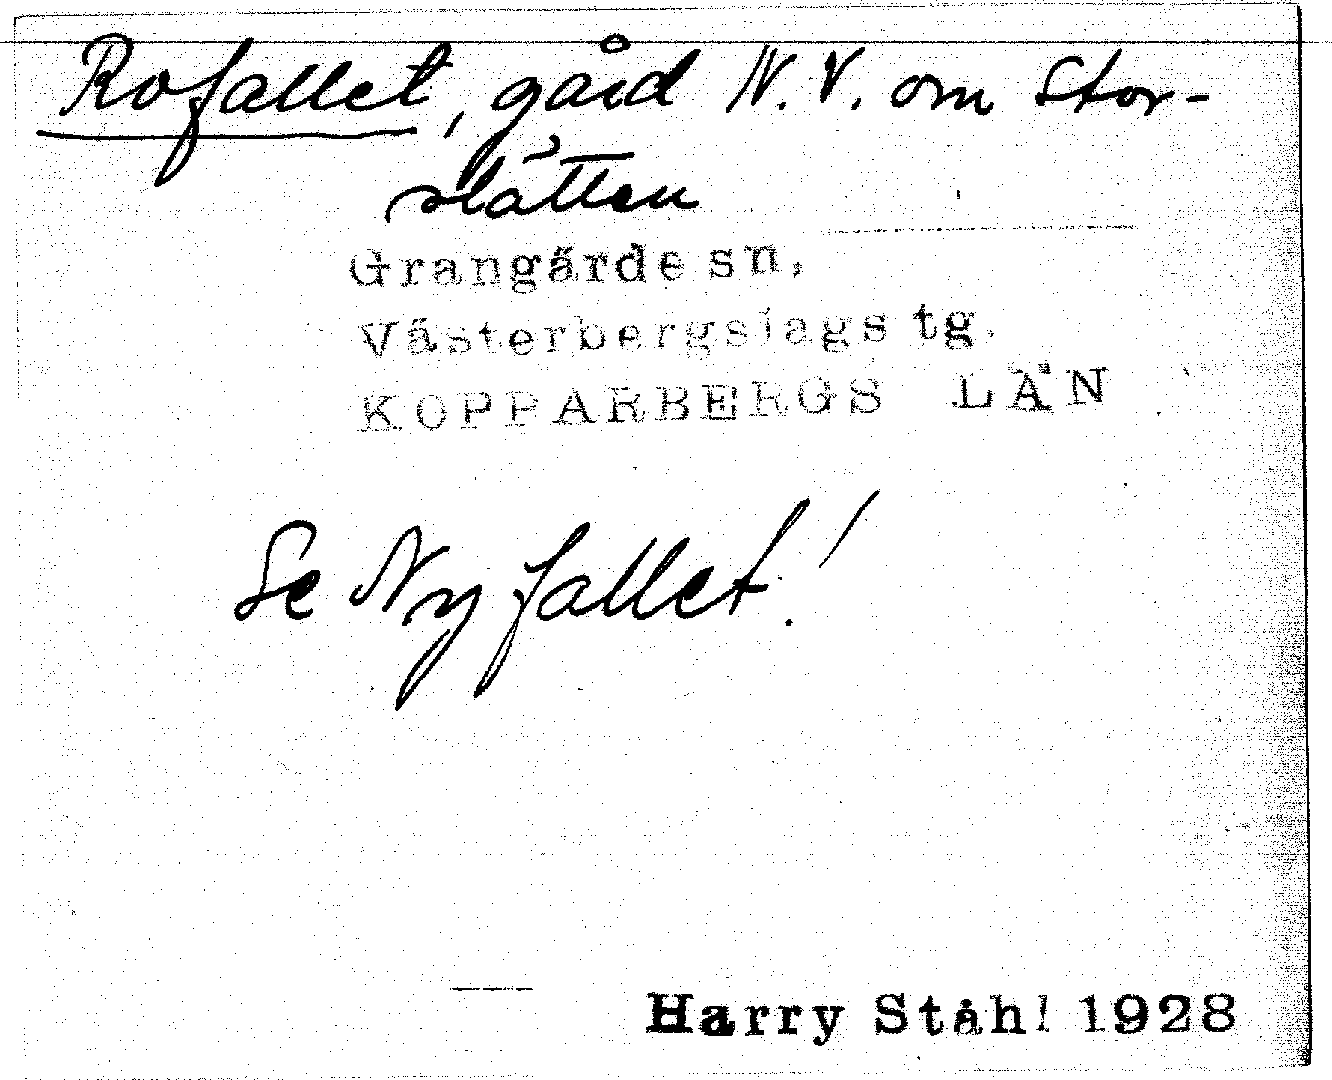 Rofallet, gård N.V. om Stor-
slätten
Grangärde sn,
Västerbergslags tg.
KOPPARBERGS LÄN
Se Nyfallet!
Harry Ståhl 1928